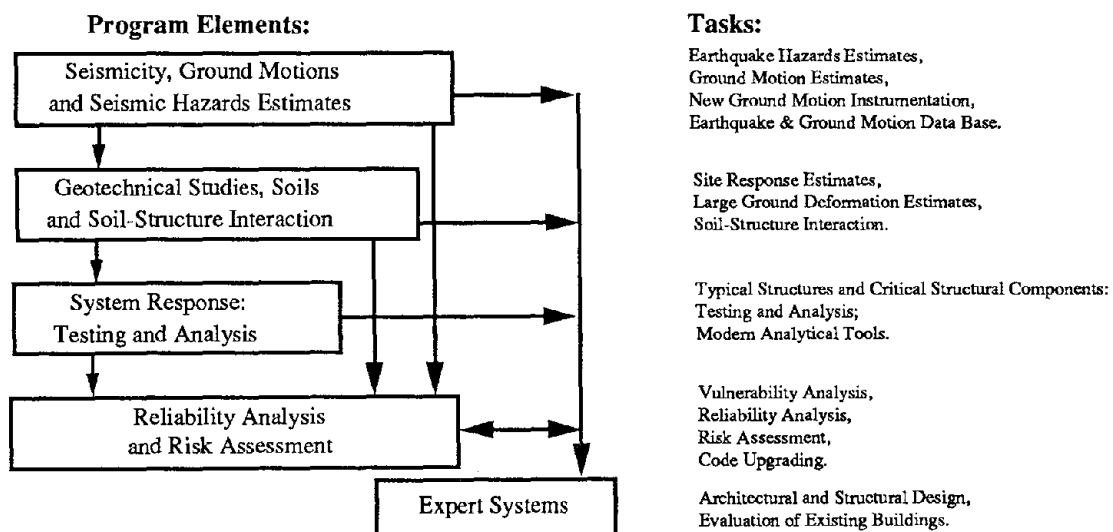 Program Elements:
Seismicity, Ground Motions
and Seismic Hazards Estimates
Geotechnical Studies, Soils
and Soil-Structure Interaction
System Response:
Testing and Analysis
Reliability Analysis
and Risk Assessment
Expert Systems
Tasks:
Earthquake Hazards Estimates,
Ground Motion Estimates,
New Ground Motion Instrumentation,
Earthquake & Ground Motion Data Base.
Site Response Estimates,
Large Ground Deformation Estimates,
Soil-Structure Interaction.
Typical Structures and Critical Structural Components:
Testing and Analysis;
Modern Analytical Tools.
Vulnerability Analysis,
Reliability Analysis,
Risk Assessment,
Code Upgrading.
Architectural and Structural Design,
Evaluation of Existing Buildings.